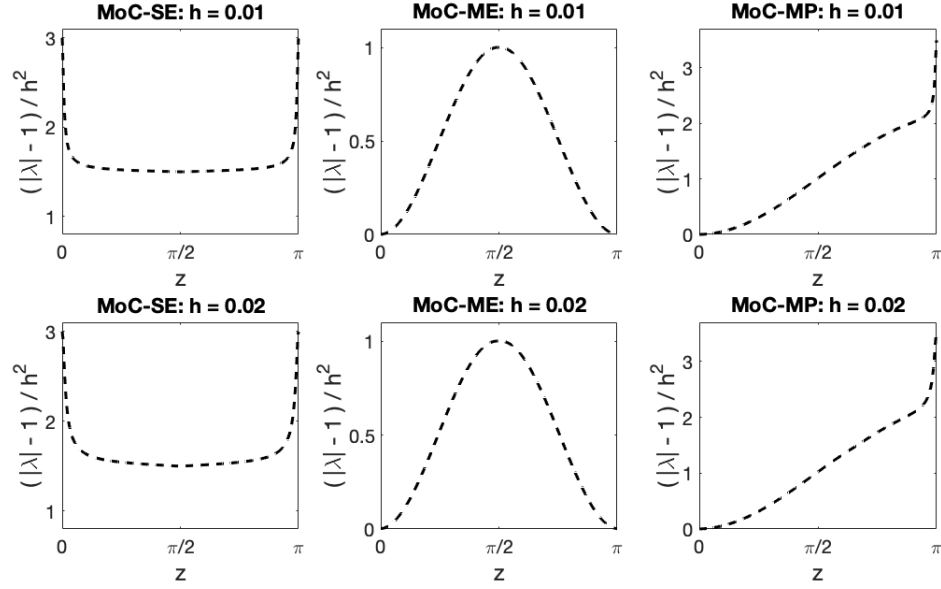 MoC-SE: h = 0.01
3
2
1
( |λ| - 1 ) / h²
0
π/2
π
z
MoC-ME: h = 0.01
1
0.5
0
( |λ| - 1 ) / h²
0
π/2
π
z
MoC-MP: h = 0.01
3
2
1
0
( |λ| - 1 ) / h²
0
π/2
π
z
MoC-SE: h = 0.02
3
2
1
( |λ| - 1 ) / h²
0
π/2
π
z
MoC-ME: h = 0.02
1
0.5
0
( |λ| - 1 ) / h²
0
π/2
π
z
MoC-MP: h = 0.02
3
2
1
0
( |λ| - 1 ) / h²
0
π/2
π
z